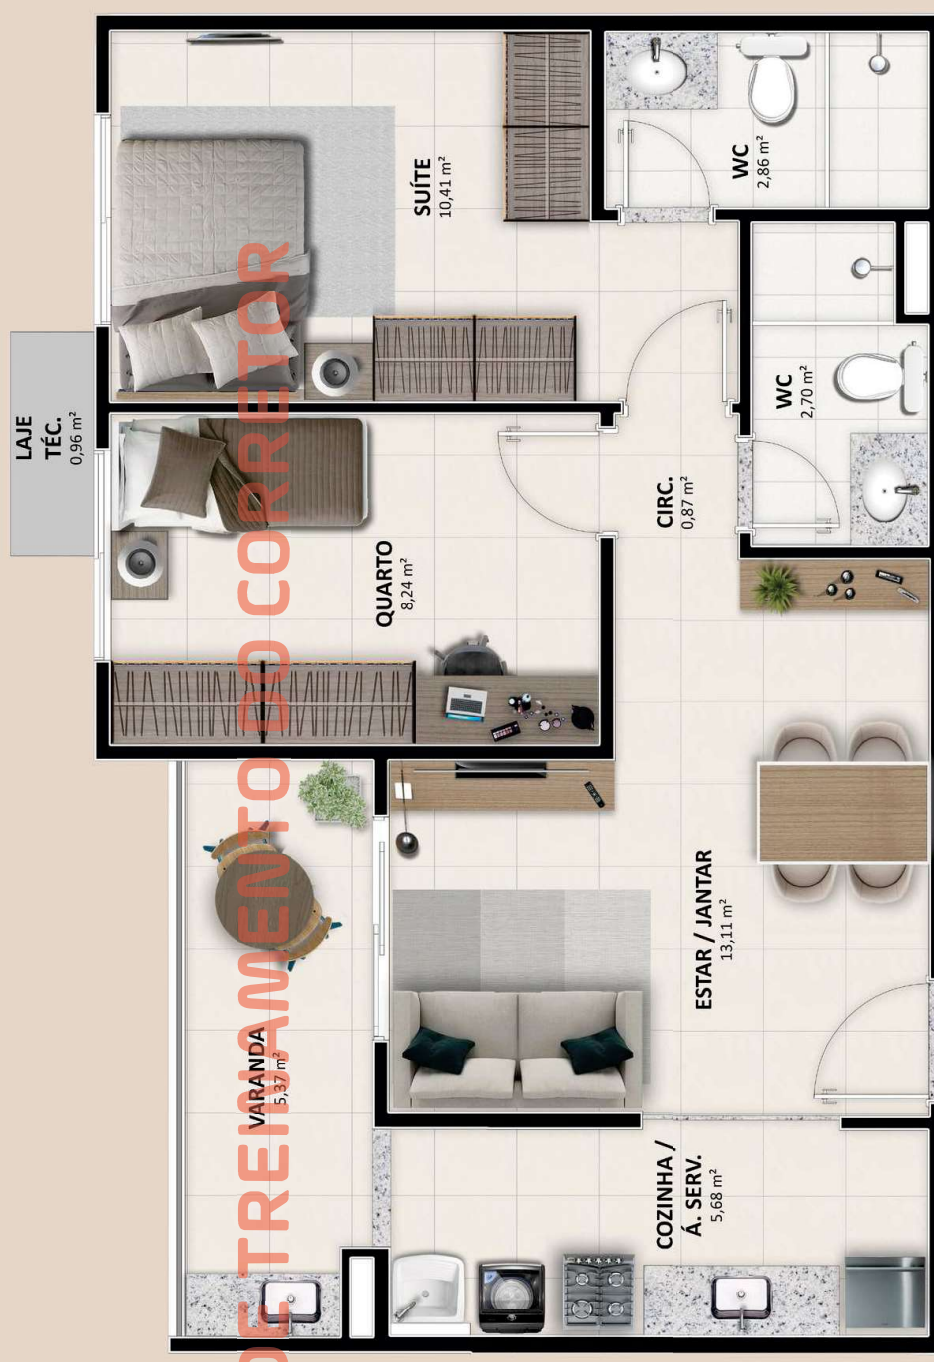 SUÍTE
10,41 m²
WC
2,86 m²
WC
2,70 m²
LAJE
TÉC.
0,96 m²
CIRC.
0,87 m²
QUARTO
8,24 m²
ESTAR / JANTAR
13,11 m²
VARANDA
5,37 m²
COZINHA /
Á. SERV.
5,68 m²
E TREINAMENTO DO CORRETOR